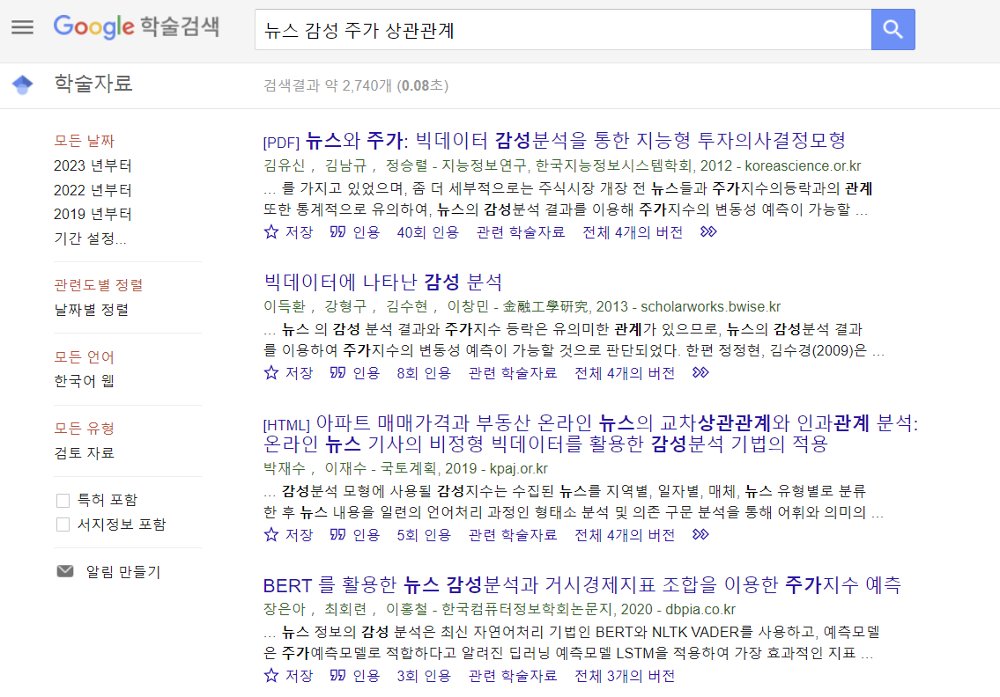 Google 학술검색
뉴스 감성 주가 상관관계
학술자료
검색결과 약 2,740개 (0.08초)
모든 날짜
2023 년부터
2022 년부터
2019 년부터
기간 설정...
관련도별 정렬
날짜별 정렬
모든 언어
한국어 웹
모든 유형
검토 자료
특허 포함
서지정보 포함
알림 만들기
[PDF] 뉴스와 주가: 빅데이터 감성분석을 통한 지능형 투자의사결정모형
김유신 , 김남규 , 정승렬 - 지능정보연구, 한국지능정보시스템학회, 2012 - koreascience.or.kr
... 를 가지고 있었으며, 좀 더 세부적으로는 주식시장 개장 전 뉴스들과 주가지수의등락과의 관계
또한 통계적으로 유의하여, 뉴스의 감성분석 결과를 이용해 주가지수의 변동성 예측이 가능할 ...
저장 인용 40회 인용 관련 학술자료 전체 4개의 버전
빅데이터에 나타난 감성 분석
이득환 , 강형구 , 김수현 , 이창민 - 金融工學硏究, 2013 - scholarworks.bwise.kr
... 뉴스 의 감성 분석 결과와 주가지수 등락은 유의미한 관계가 있으므로, 뉴스의 감성분석 결과
를 이용하여 주가지수의 변동성 예측이 가능할 것으로 판단되었다. 한편 정정현, 김수경(2009)은 ...
저장 인용 8회 인용 관련 학술자료 전체 4개의 버전
[HTML] 아파트 매매가격과 부동산 온라인 뉴스의 교차상관관계와 인과관계 분석:
온라인 뉴스 기사의 비정형 빅데이터를 활용한 감성분석 기법의 적용
박재수 , 이재수 - 국토계획, 2019 - kpaj.or.kr
... 감성분석 모형에 사용될 감성지수는 수집된 뉴스를 지역별, 일자별, 매체, 뉴스 유형별로 분류
한 후 뉴스 내용을 일련의 언어처리 과정인 형태소 분석 및 의존 구문 분석을 통해 어휘와 의미의 ...
저장 인용 5회 인용 관련 학술자료 전체 4개의 버전
BERT 를 활용한 뉴스 감성분석과 거시경제지표 조합을 이용한 주가지수 예측
장은아 , 최회련 , 이홍철 - 한국컴퓨터정보학회논문지, 2020 - dbpia.co.kr
... 뉴스 정보의 감성 분석은 최신 자연어처리 기법인 BERT와 NLTK VADER를 사용하고, 예측모델
은 주가예측모델로 적합하다고 알려진 딥러닝 예측모델 LSTM을 적용하여 가장 효과적인 지표 ...
저장 인용 3회 인용 관련 학술자료 전체 3개의 버전